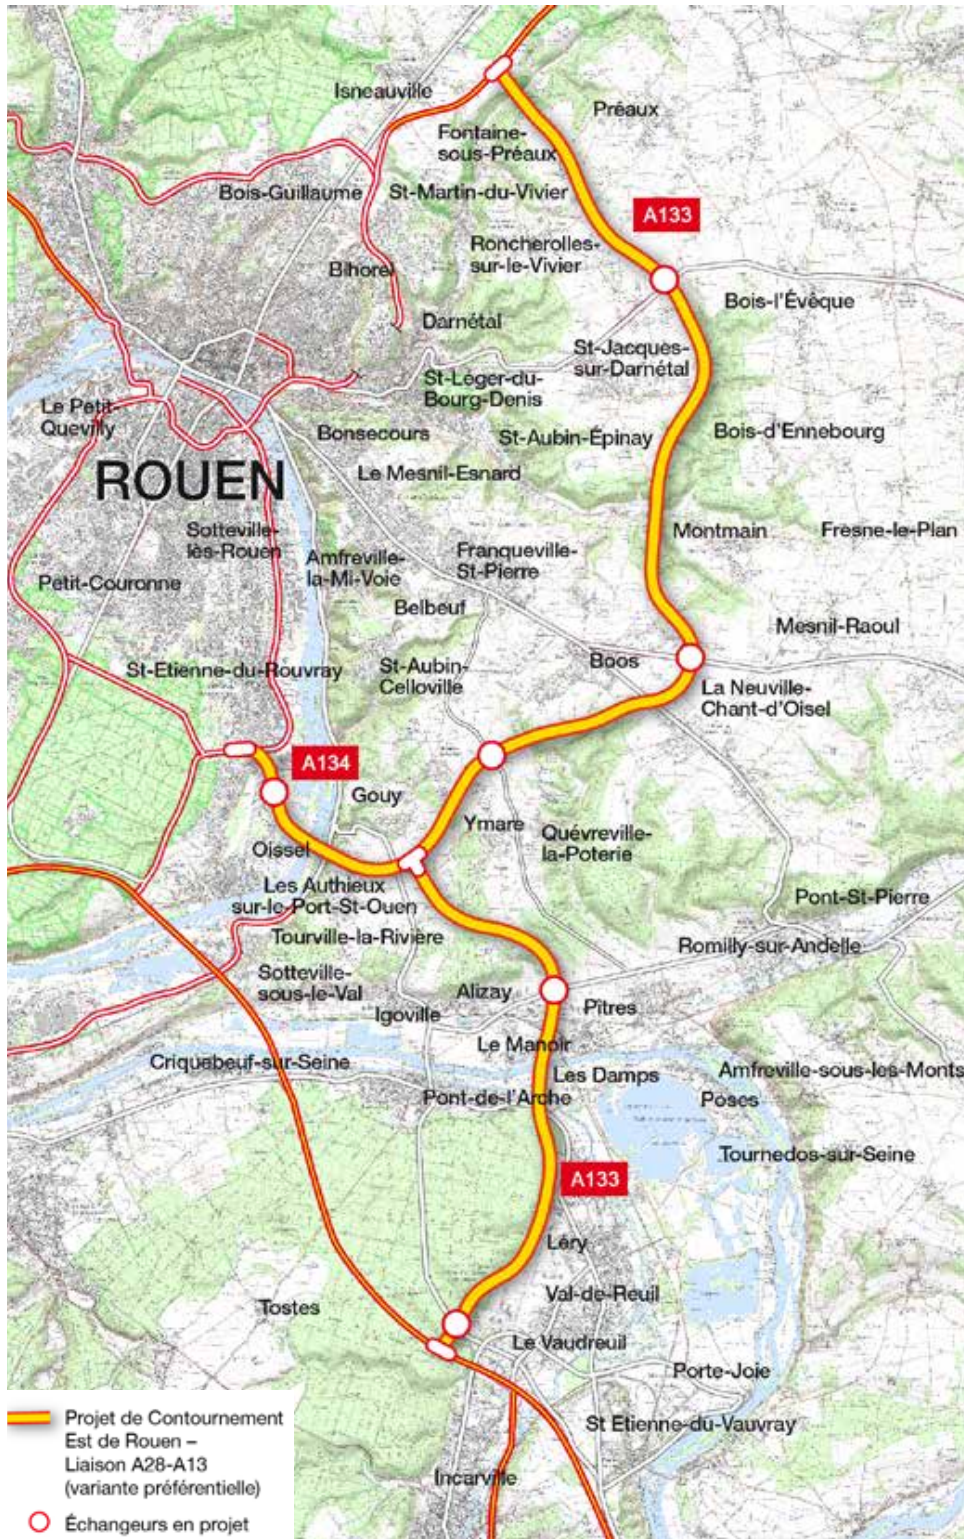 Isneauville
Préaux
Fontaine-
sous-Préaux
Bois-Guillaume
St-Martin-du-Vivier
A133
Roncherolles-
sur-le-Vivier
Bihorel
Bois-l'Évêque
Darnétal
St-Jacques-
sur-Darnétal
St-Léger-du-
Bourg-Denis
Le Petit-
Quevilly
Bonsecours
St-Aubin-Épinay
Bois-d'Ennebourg
ROUEN
Le Mesnil-Esnard
Sotteville-
lès-Rouen
Montmain
Fresne-le-Plan
Amfreville-
la-Mi-Voie
Franqueville-
St-Pierre
Petit-Couronne
Belbeuf
Mesnil-Raoul
St-Etienne-du-Rouvray
St-Aubin-
Celloville
Boos
La Neuville-
Chant-d'Oisel
A134
Gouy
Ymare
Quévreville-
la-Poterie
Oissel
Les Authieux
sur-le-Port-St-Ouen
Pont-St-Pierre
Tourville-la-Rivière
Romilly-sur-Andelle
Sotteville-
sous-le-Val
Alizay
Igoville
Pîtres
Le Manoir
Criquebeuf-sur-Seine
Les Damps
Amfreville-sous-les-Monts
Pont-de-l'Arche
Poses
Tournedos-sur-Seine
A133
Léry
Val-de-Reuil
Tostes
Le Vaudreuil
Porte-Joie
St Etienne-du-Vauvray
Incarville
Projet de Contournement
Est de Rouen –
Liaison A28-A13
(variante préférentielle)
Échangeurs en projet